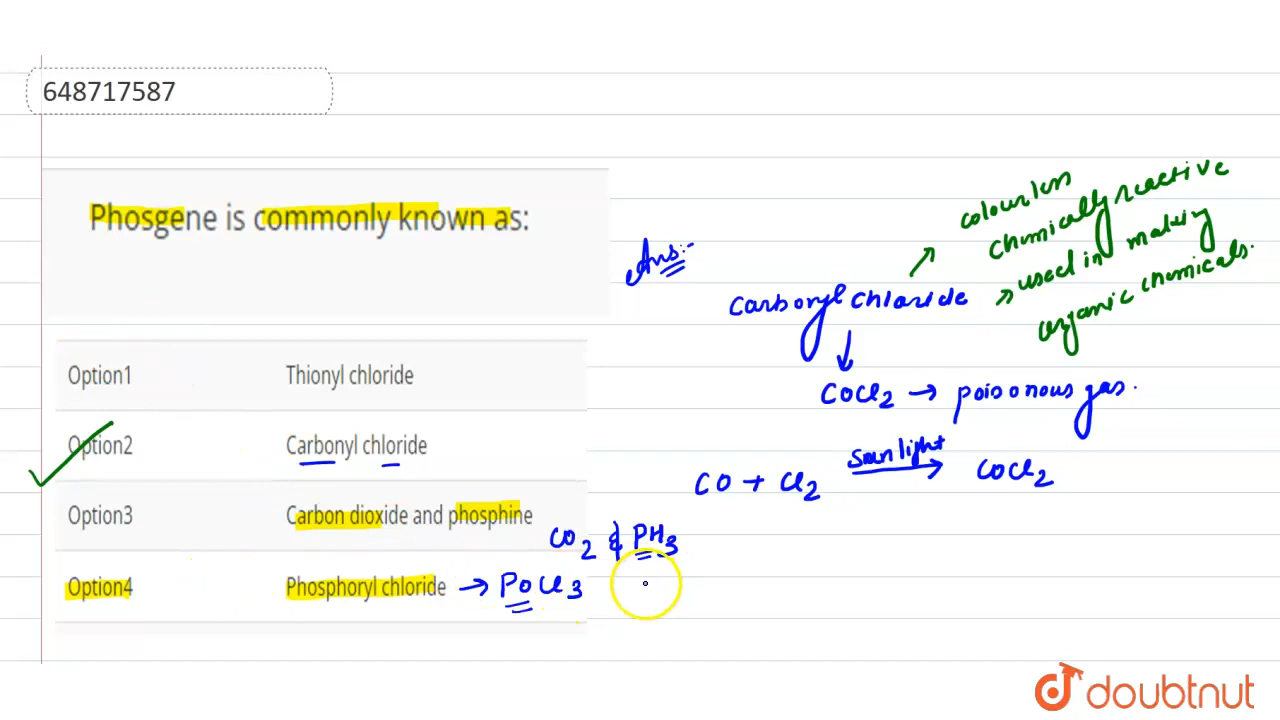 648717587
Phosgene is commonly known as:
Ans:-
Carbonyl chloride
colourless
chemically reactive
used in making
organic chemicals.
COCl2 → poisonous gas.
CO + Cl2 sunlight → COCl2
Option1 Thionyl chloride
Option2 Carbonyl chloride
Option3 Carbon dioxide and phosphine
CO2 & PH3
Option4 Phosphoryl chloride → POCl3
doubtnut